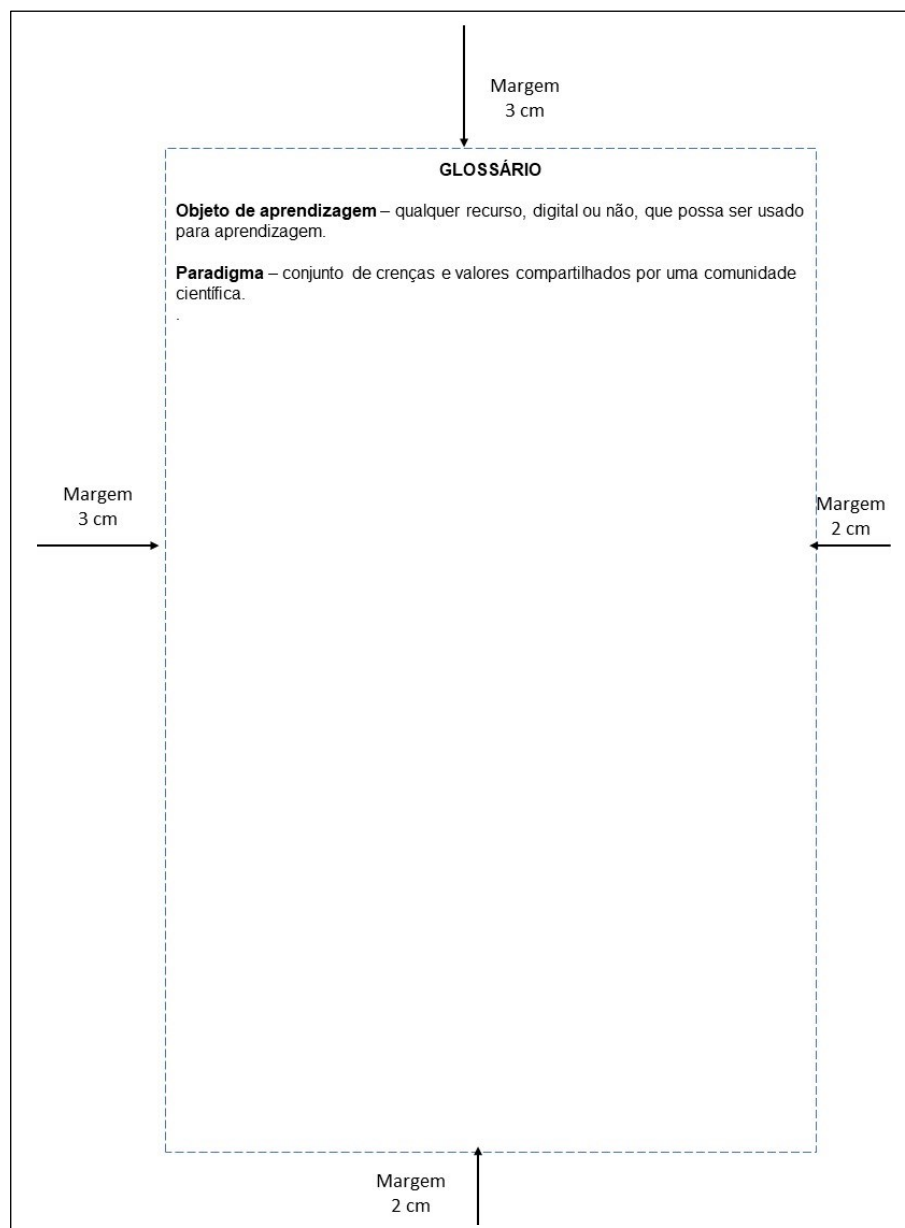 Margem
3 cm
GLOSSÁRIO
Objeto de aprendizagem – qualquer recurso, digital ou não, que possa ser usado
para aprendizagem.
Paradigma – conjunto de crenças e valores compartilhados por uma comunidade
científica.
.
Margem
3 cm
Margem
2 cm
Margem
2 cm